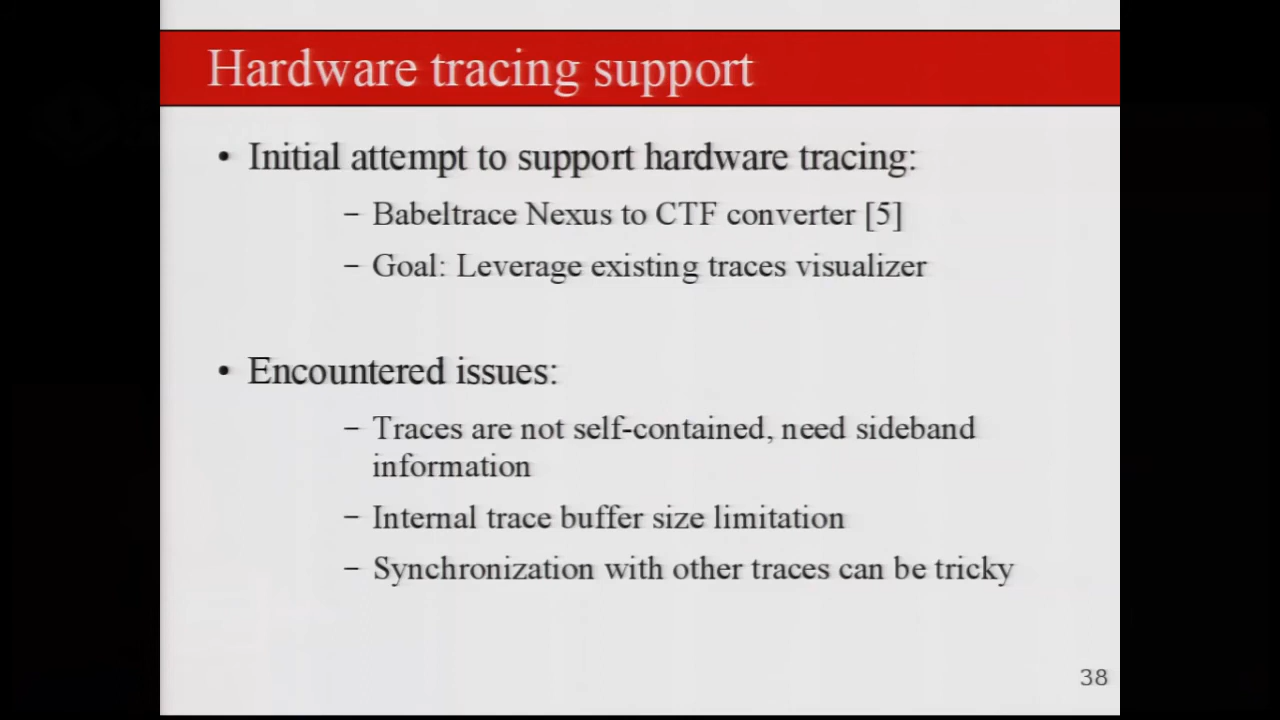 Hardware tracing support
• Initial attempt to support hardware tracing:
– Babeltrace Nexus to CTF converter [5]
– Goal: Leverage existing traces visualizer
• Encountered issues:
– Traces are not self-contained, need sideband
information
– Internal trace buffer size limitation
– Synchronization with other traces can be tricky
38